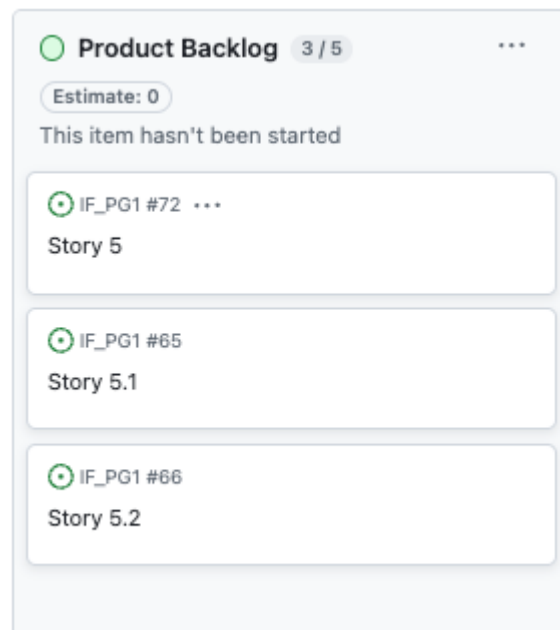 Product Backlog 3 / 5 ...
Estimate: 0
This item hasn't been started
IF_PG1 #72 ...
Story 5
IF_PG1 #65
Story 5.1
IF_PG1 #66
Story 5.2